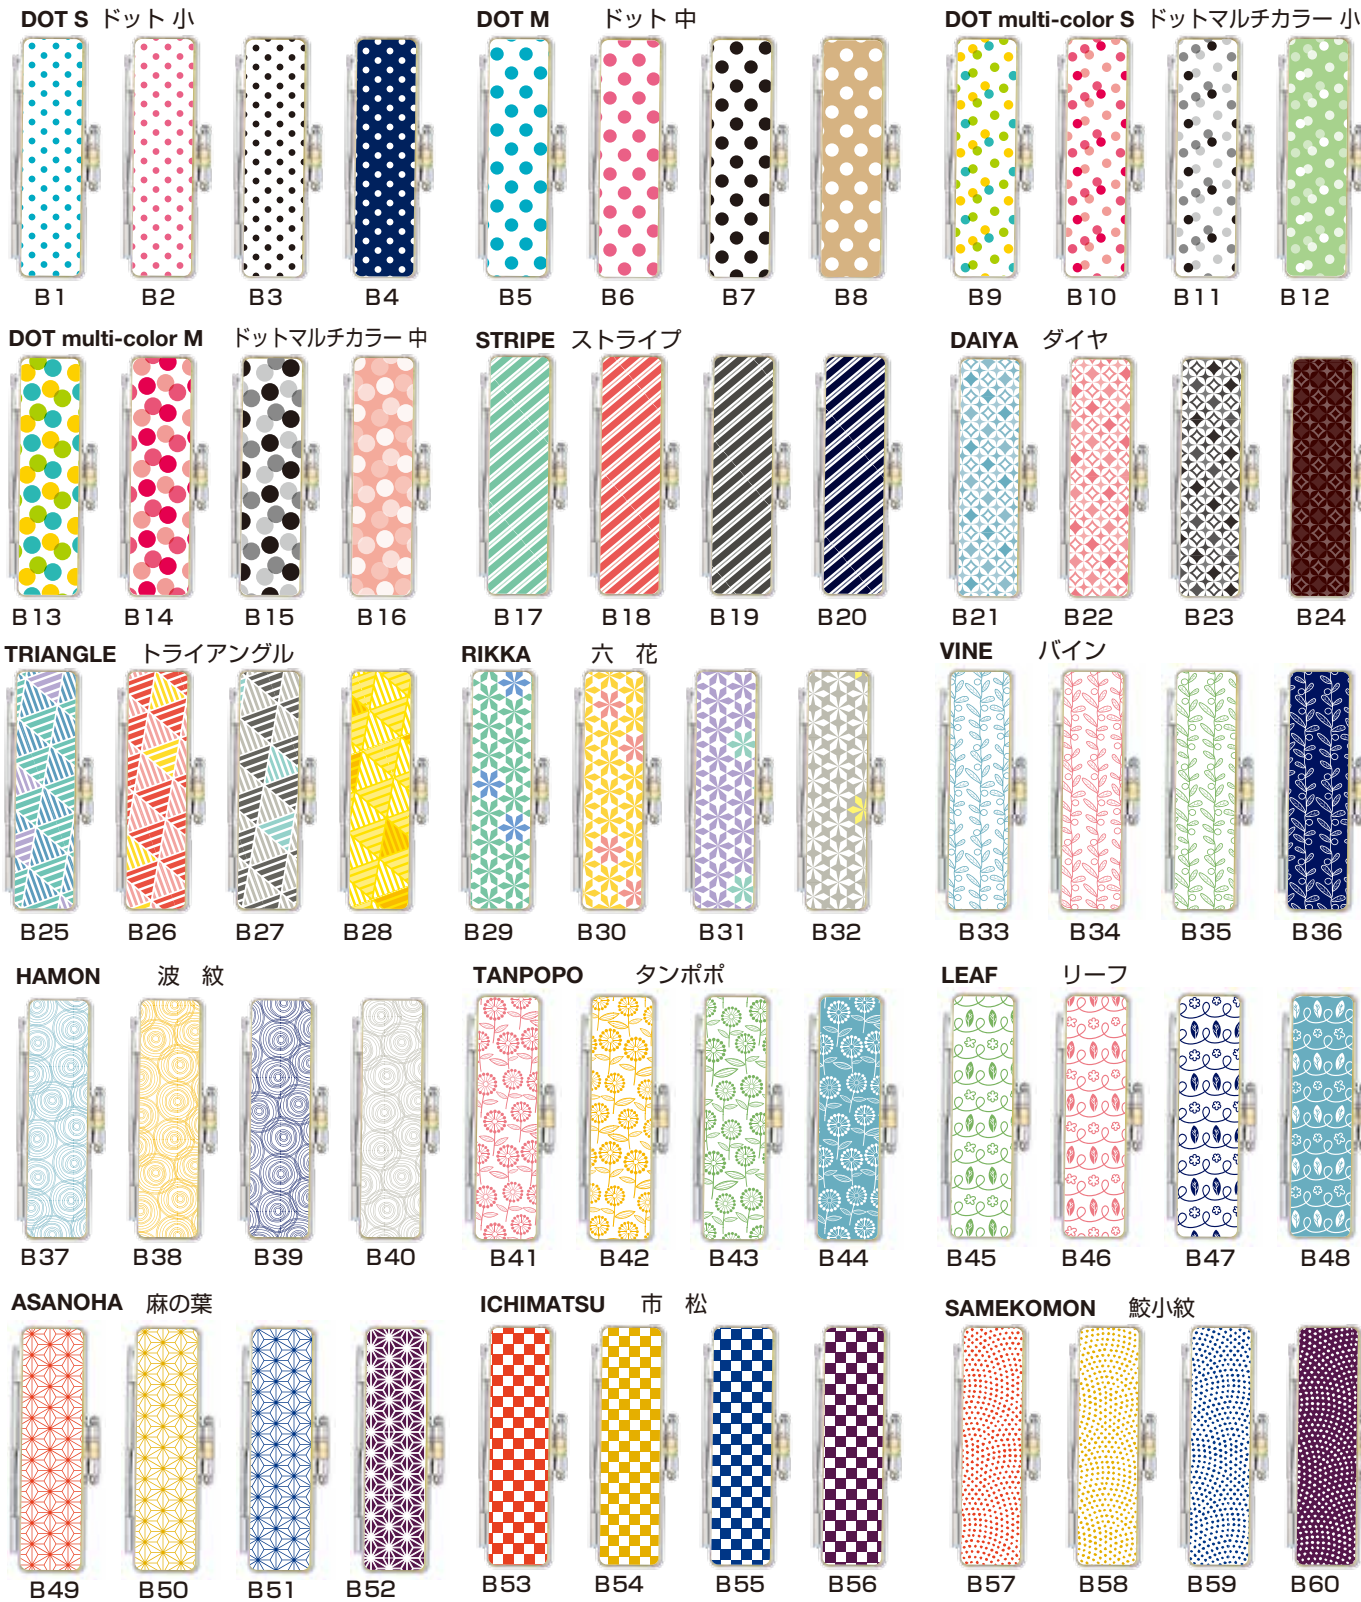 DOT S ドット 小
DOT M ドット 中
DOT multi-color S ドットマルチカラー 小
B1 B2 B3 B4 B5 B6 B7 B8 B9 B10 B11 B12
DOT multi-color M ドットマルチカラー 中
STRIPE ストライプ
DAIYA ダイヤ
B13 B14 B15 B16 B17 B18 B19 B20 B21 B22 B23 B24
TRIANGLE トライアングル
RIKKA 六 花
VINE バイン
B25 B26 B27 B28 B29 B30 B31 B32 B33 B34 B35 B36
HAMON 波 紋
TANPOPO タンポポ
LEAF リーフ
B37 B38 B39 B40 B41 B42 B43 B44 B45 B46 B47 B48
ASANOHA 麻の葉
ICHIMATSU 市 松
SAMEKOMON 鮫小紋
B49 B50 B51 B52 B53 B54 B55 B56 B57 B58 B59 B60